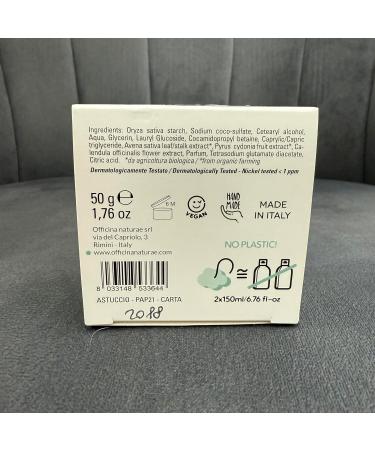 Ingredients: Oryza sativa starch, Sodium coco-sulfate, Cetearyl alcohol,
Aqua, Glycerin, Lauryl Glucoside, Cocamidopropyl betaine, Caprylic/Capric
triglyceride, Avena sativa leaf/stalk extract*, Pyrus cydonia fruit extract*, Ca-
lendula officinalis flower extract, Parfum, Tetrasodium glutamate diacetate,
Citric acid. *da agricoltura biologica / *from organic farming
Dermatologicamente Testato / Dermatologically Tested - Nickel tested < 1 ppm
50 g e
1,76 oz
6 M
VEGAN
HAND
MADE
MADE
IN ITALY
Officina naturae srl
via del Capriolo, 3
Rimini - Italy
www.officinanaturae.com
NO PLASTIC!
≅
8 033148 533644
ASTUCCIO - PAP21 - CARTA
2x150ml/6.76 fl-oz
2088